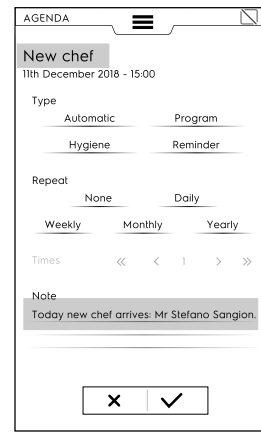 AGENDA
New chef
11th December 2018 - 15:00
Type
Automatic Program
Hygiene Reminder
Repeat
None Daily
Weekly Monthly Yearly
Times « < 1 > »
Note
Today new chef arrives: Mr Stefano Sangion.